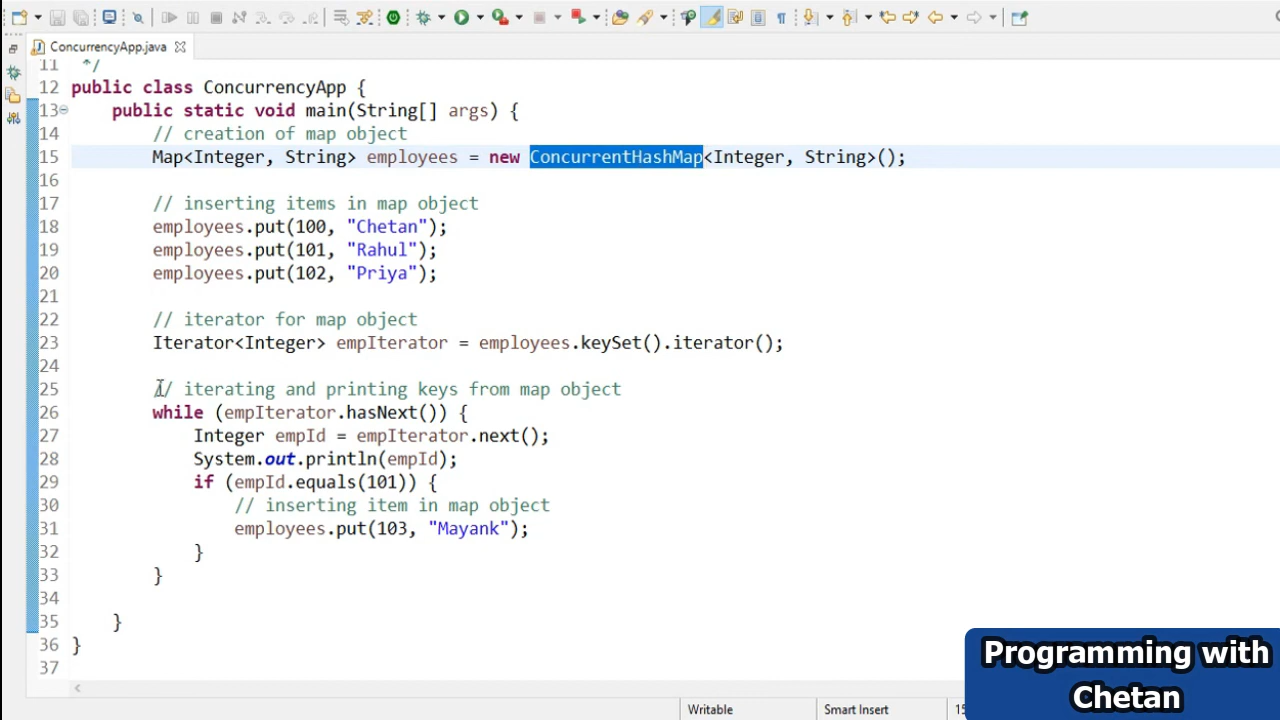 ConcurrencyApp.java
11 */
12 public class ConcurrencyApp {
13 public static void main(String[] args) {
14 // creation of map object
15 Map<Integer, String> employees = new ConcurrentHashMap<Integer, String>();
16
17 // inserting items in map object
18 employees.put(100, "Chetan");
19 employees.put(101, "Rahul");
20 employees.put(102, "Priya");
21
22 // iterator for map object
23 Iterator<Integer> empIterator = employees.keySet().iterator();
24
25 // iterating and printing keys from map object
26 while (empIterator.hasNext()) {
27 Integer empId = empIterator.next();
28 System.out.println(empId);
29 if (empId.equals(101)) {
30 // inserting item in map object
31 employees.put(103, "Mayank");
32 }
33 }
34
35 }
36 }
37
Programming with
Chetan
Writable Smart Insert